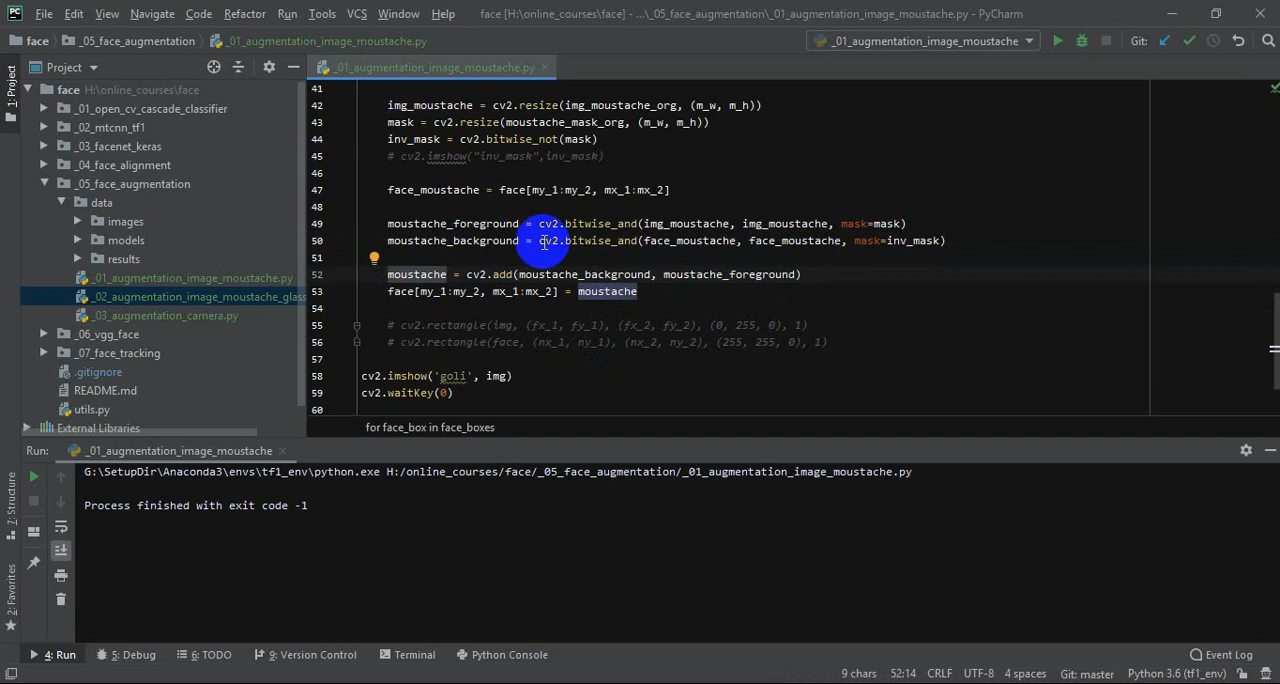 File Edit View Navigate Code Refactor Run Tools VCS Window Help face [H:\online_courses\face] - ...\_05_face_augmentation\_01_augmentation_image_moustache.py - PyCharm
face _05_face_augmentation _01_augmentation_image_moustache.py _01_augmentation_image_moustache Git:
Project _01_augmentation_image_moustache.py
1: Project
face H:\online_courses\face
_01_open_cv_cascade_classifier
_02_mtcnn_tf1
_03_facenet_keras
_04_face_alignment
_05_face_augmentation
data
images
models
results
_01_augmentation_image_moustache.py
_02_augmentation_image_moustache_glass
_03_augmentation_camera.py
_06_vgg_face
_07_face_tracking
.gitignore
README.md
utils.py
External Libraries
41
42 img_moustache = cv2.resize(img_moustache_org, (m_w, m_h))
43 mask = cv2.resize(moustache_mask_org, (m_w, m_h))
44 inv_mask = cv2.bitwise_not(mask)
45 # cv2.imshow("inv_mask",inv_mask)
46
47 face_moustache = face[my_1:my_2, mx_1:mx_2]
48
49 moustache_foreground = cv2.bitwise_and(img_moustache, img_moustache, mask=mask)
50 moustache_background = cv2.bitwise_and(face_moustache, face_moustache, mask=inv_mask)
51
52 moustache = cv2.add(moustache_background, moustache_foreground)
53 face[my_1:my_2, mx_1:mx_2] = moustache
54
55 # cv2.rectangle(img, (fx_1, fy_1), (fx_2, fy_2), (0, 255, 0), 1)
56 # cv2.rectangle(face, (nx_1, ny_1), (nx_2, ny_2), (255, 255, 0), 1)
57
58 cv2.imshow('goli', img)
59 cv2.waitKey(0)
60
for face_box in face_boxes
Run: _01_augmentation_image_moustache
G:\SetupDir\Anaconda3\envs\tf1_env\python.exe H:/online_courses/face/_05_face_augmentation/_01_augmentation_image_moustache.py
Process finished with exit code -1
Z: Structure
2: Favorites
4: Run 5: Debug 6: TODO 9: Version Control Terminal Python Console Event Log
9 chars 52:14 CRLF UTF-8 4 spaces Git: master Python 3.6 (tf1_env)